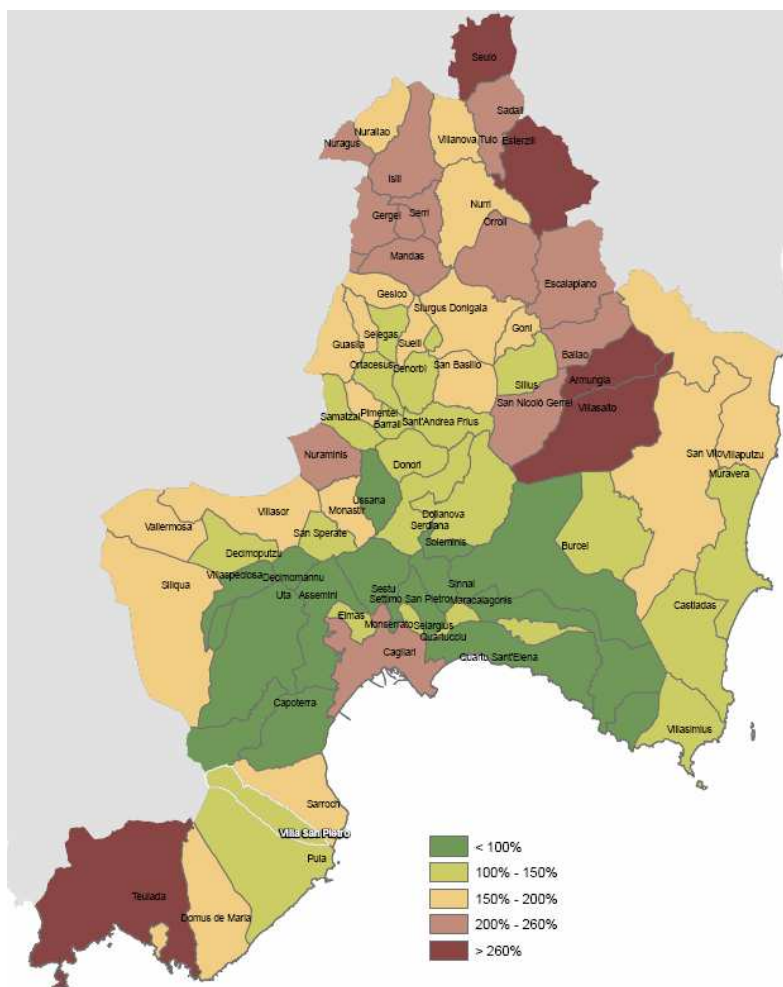 Seulo
Sadali
Nurallao
Villanova
Tulo
Esterzili
Nuragus
Isili
Nurri
Gergei
Serri
Orroli
Mandas
Escalaplano
Gesico
Siurgus Donigala
Selegas
Goni
Guasila
Suelli
Ballao
Ortacesus
Senorbì
San Basilio
Silius
Armungia
San Nicolò Gerrei
Villasalto
Samatzai
Pimentel
Barrali
Sant'Andrea Frius
Nuraminis
Donori
San Vito
Villaputzu
Muravera
Ussana
Villasor
Monastir
Dolianova
Vallermosa
San Sperate
Serdiana
Decimoputzu
Soleminis
Burcei
Siliqua
Villaspeciosa
Decimomannu
Uta
Assemini
Sestu
Settimo
San Pietro
Sinnai
Maracalagonis
Castiadas
Elmas
Monserrato
Selargius
Quartucciu
Cagliari
Quartu Sant'Elena
Capoterra
Villasimius
Sarroch
Villa San Pietro
Pula
Teulada
Domus de Maria
< 100%
100% - 150%
150% - 200%
200% - 260%
> 260%